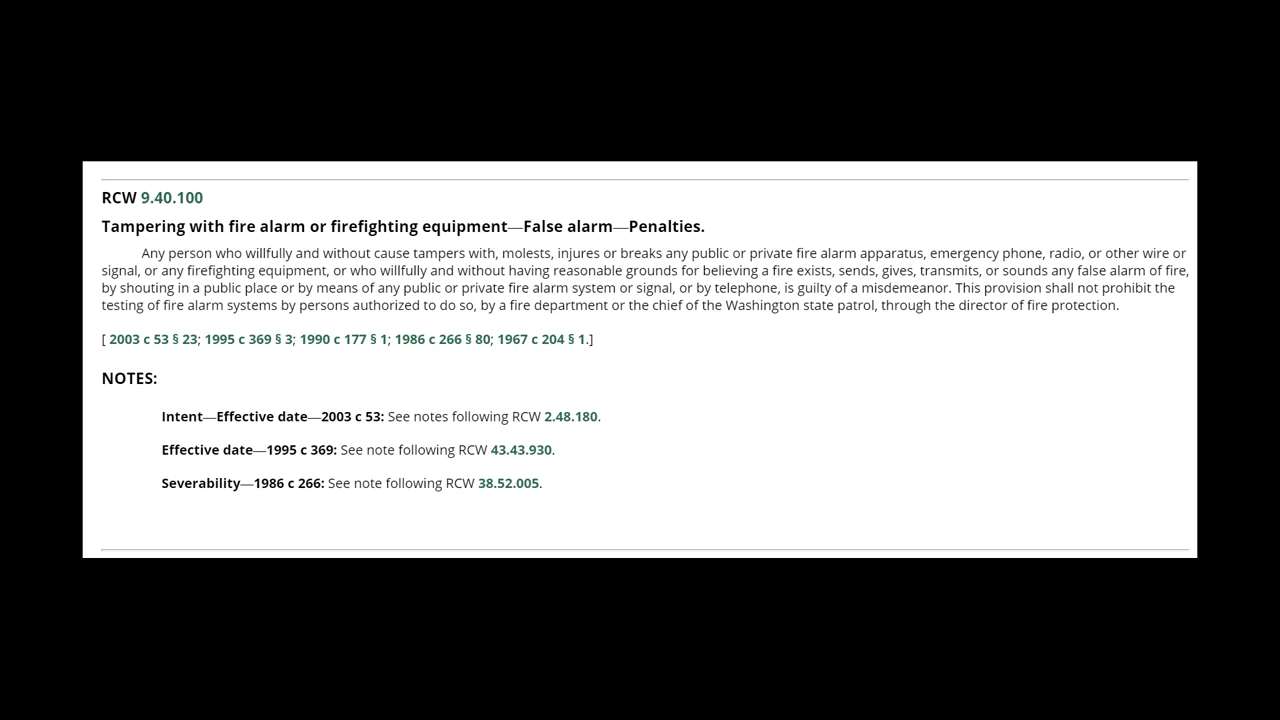 RCW 9.40.100
Tampering with fire alarm or firefighting equipment—False alarm—Penalties.
Any person who willfully and without cause tampers with, molests, injures or breaks any public or private fire alarm apparatus, emergency phone, radio, or other wire or
signal, or any firefighting equipment, or who willfully and without having reasonable grounds for believing a fire exists, sends, gives, transmits, or sounds any false alarm of fire,
by shouting in a public place or by means of any public or private fire alarm system or signal, or by telephone, is guilty of a misdemeanor. This provision shall not prohibit the
testing of fire alarm systems by persons authorized to do so, by a fire department or the chief of the Washington state patrol, through the director of fire protection.
[ 2003 c 53 § 23; 1995 c 369 § 3; 1990 c 177 § 1; 1986 c 266 § 80; 1967 c 204 § 1.]
NOTES:
Intent—Effective date—2003 c 53: See notes following RCW 2.48.180.
Effective date—1995 c 369: See note following RCW 43.43.930.
Severability—1986 c 266: See note following RCW 38.52.005.